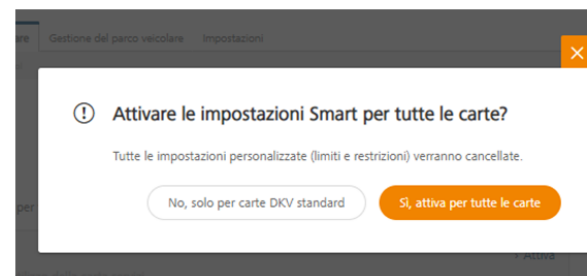 are Gestione del parco veicolare Impostazioni
Attivare le impostazioni Smart per tutte le carte?
Tutte le impostazioni personalizzate (limiti e restrizioni) verranno cancellate.
No, solo per carte DKV standard
Sì, attiva per tutte le carte
per
Attiva